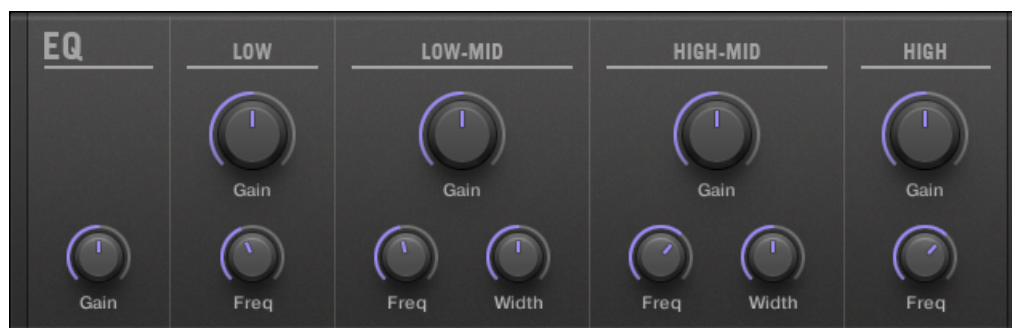 EQ
LOW
LOW-MID
HIGH-MID
HIGH
Gain
Gain
Gain
Gain
Gain
Freq
Freq
Width
Freq
Width
Freq